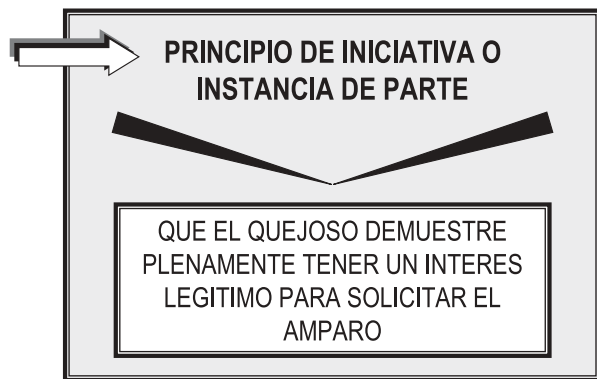 PRINCIPIO DE INICIATIVA O
INSTANCIA DE PARTE
QUE EL QUEJOSO DEMUESTRE
PLENAMENTE TENER UN INTERES
LEGITIMO PARA SOLICITAR EL
AMPARO